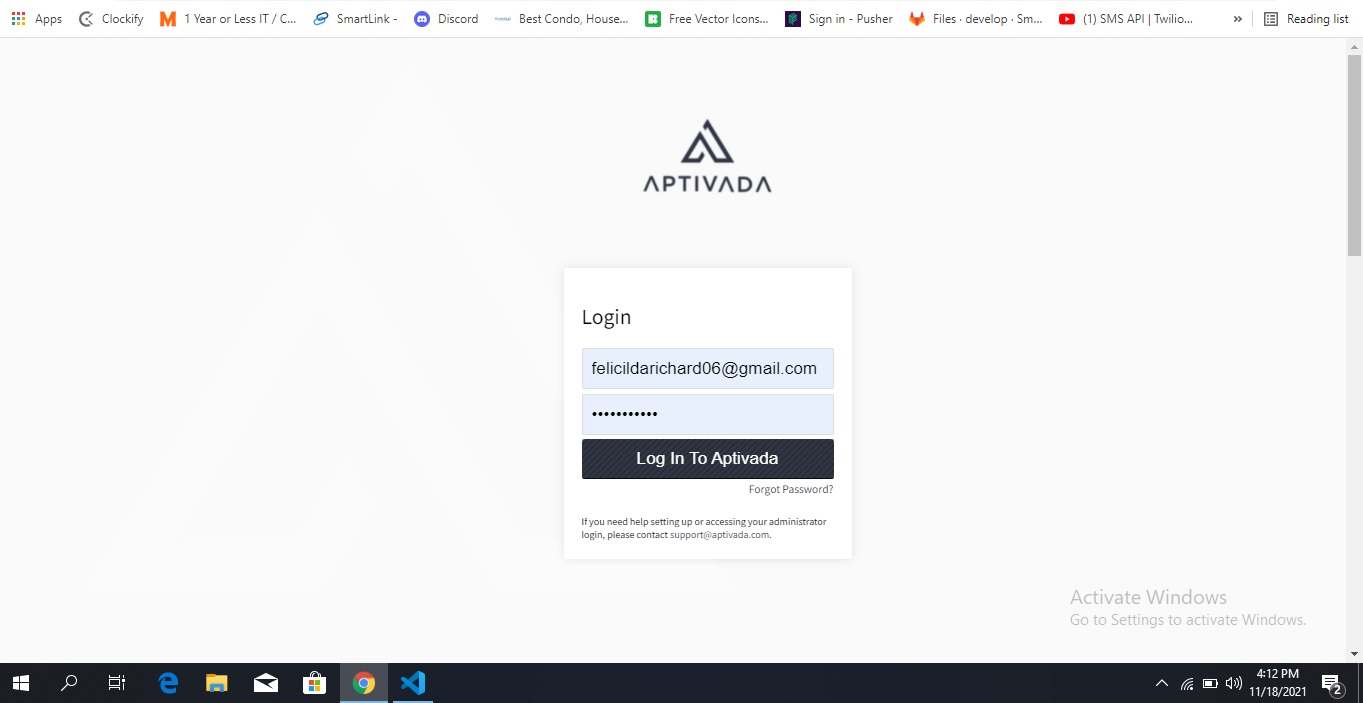 Apps Clockify 1 Year or Less IT / C... SmartLink - Discord Best Condo, House... Free Vector Icons... Sign in - Pusher Files · develop · Sm... (1) SMS API | Twilio... » Reading list
APTIVADA
Login
felicildarichard06@gmail.com
•••••••••••
Log In To Aptivada
Forgot Password?
If you need help setting up or accessing your administrator
login, please contact support@aptivada.com.
Activate Windows
Go to Settings to activate Windows.
4:12 PM
11/18/2021
2